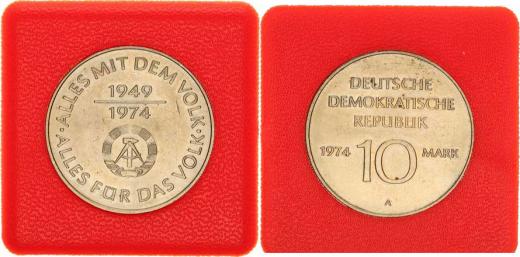 · ALLES MIT DEM VOLK ·
ALLES FÜR DAS VOLK
1949
1974
DEUTSCHE
DEMOKRATISCHE
REPUBLIK
1974 10 MARK
A